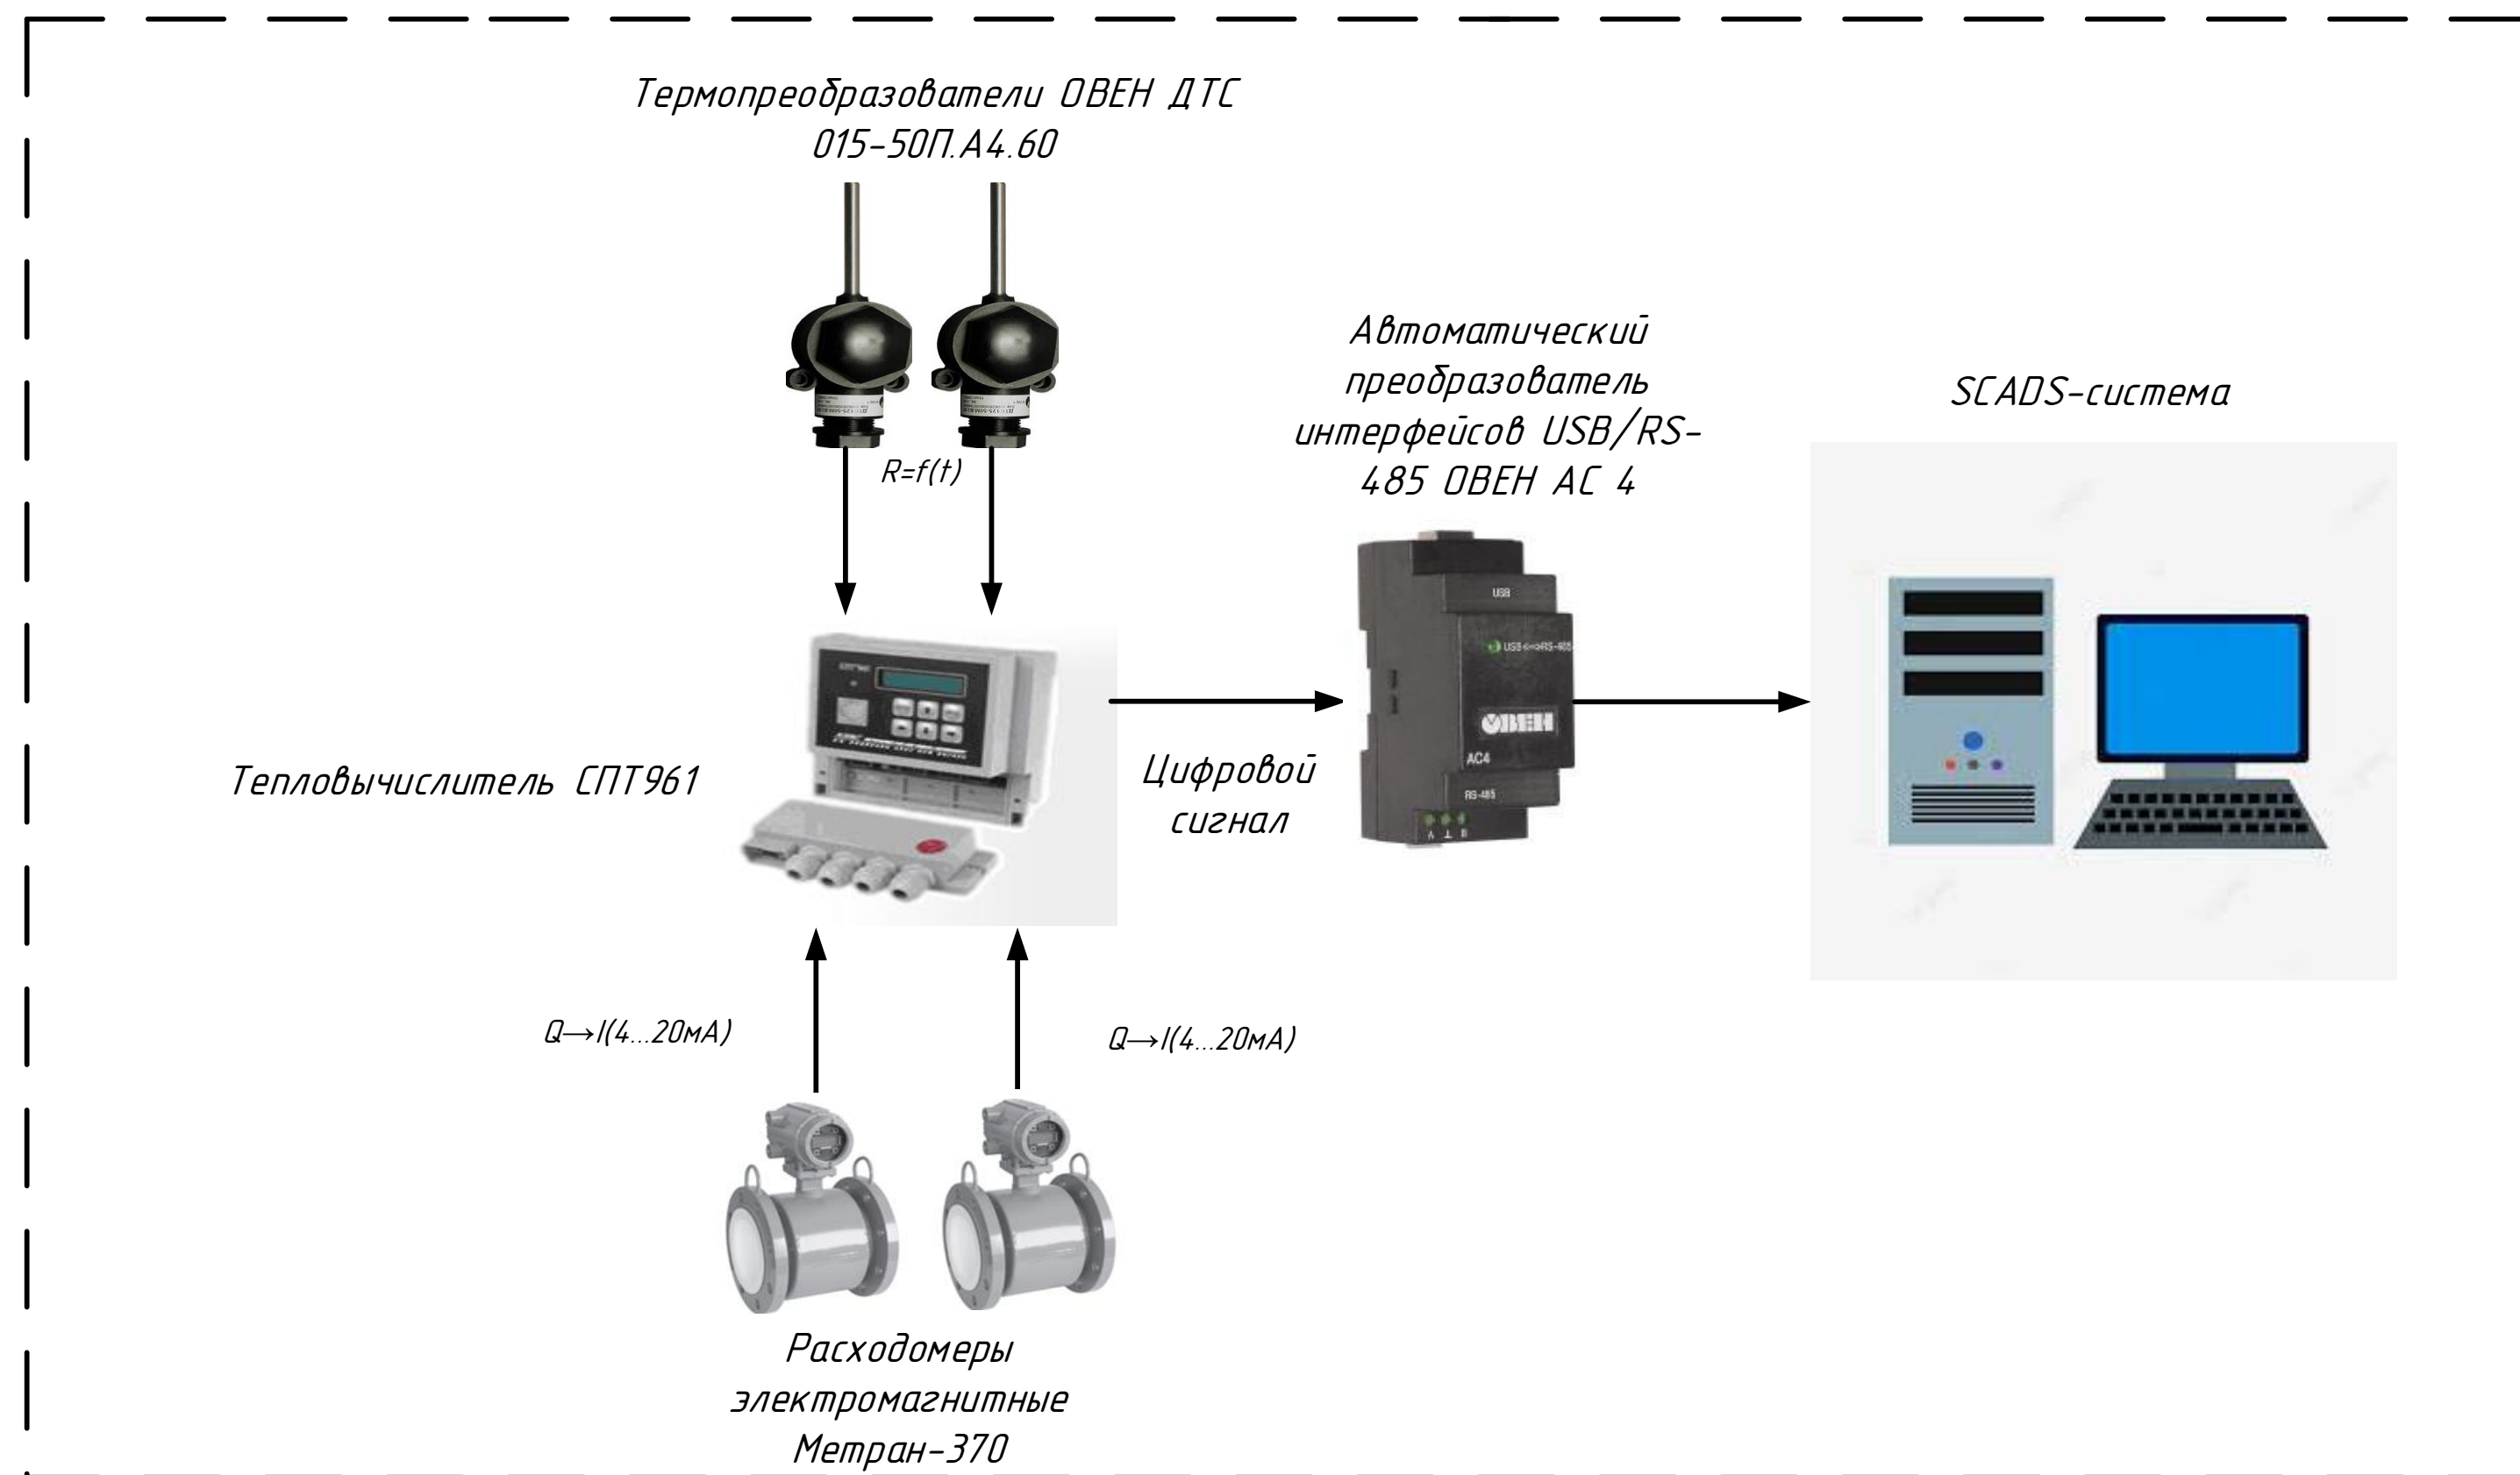 Термопреобразователи ОВЕН ДТС
015-50П.А4.60
R=f(t)
Автоматический
преобразователь
интерфейсов USB/RS-
485 ОВЕН АС 4
SCADS-система
USB
USB<=>RS-485
ОВЕН
АС4
RS-485
Тепловычислитель СПТ961
Цифровой
сигнал
Q→I(4...20мА)
Q→I(4...20мА)
Расходомеры
электромагнитные
Метран-370